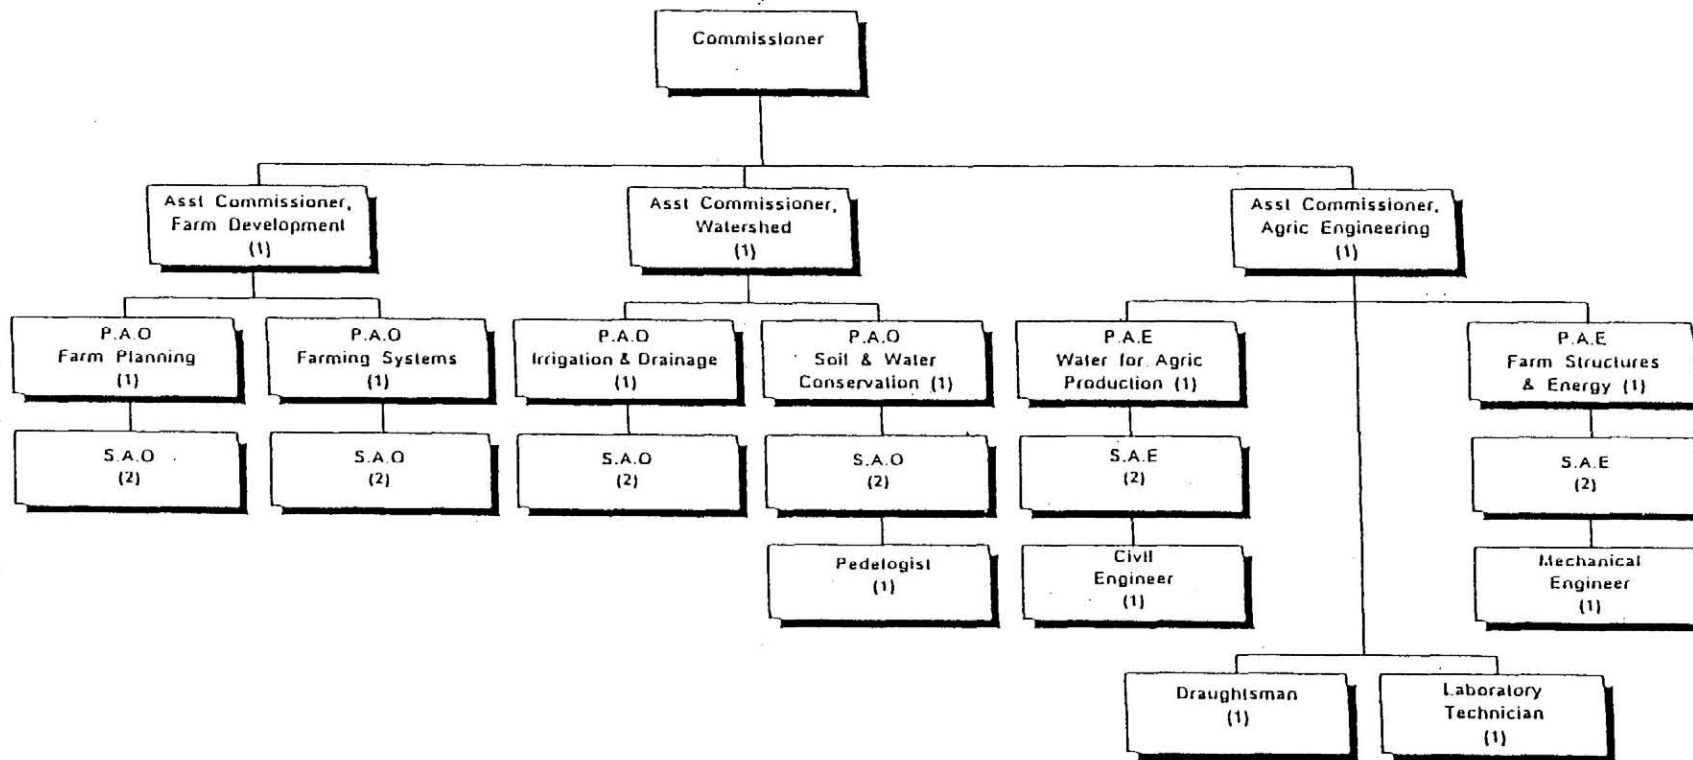 Commissioner
Asst Commissioner,
Farm Development
(1)
Asst Commissioner,
Watershed
(1)
Asst Commissioner,
Agric Engineering
(1)
P.A.O
Farm Planning
(1)
P.A.O
Farming Systems
(1)
P.A.O
Irrigation & Drainage
(1)
P.A.O
Soil & Water
Conservation (1)
P.A.E
Water for Agric
Production (1)
P.A.E
Farm Structures
& Energy (1)
S.A.O
(2)
S.A.O
(2)
S.A.O
(2)
S.A.O
(2)
S.A.E
(2)
S.A.E
(2)
Pedelogist
(1)
Civil
Engineer
(1)
Mechanical
Engineer
(1)
Draughtsman
(1)
Laboratory
Technician
(1)